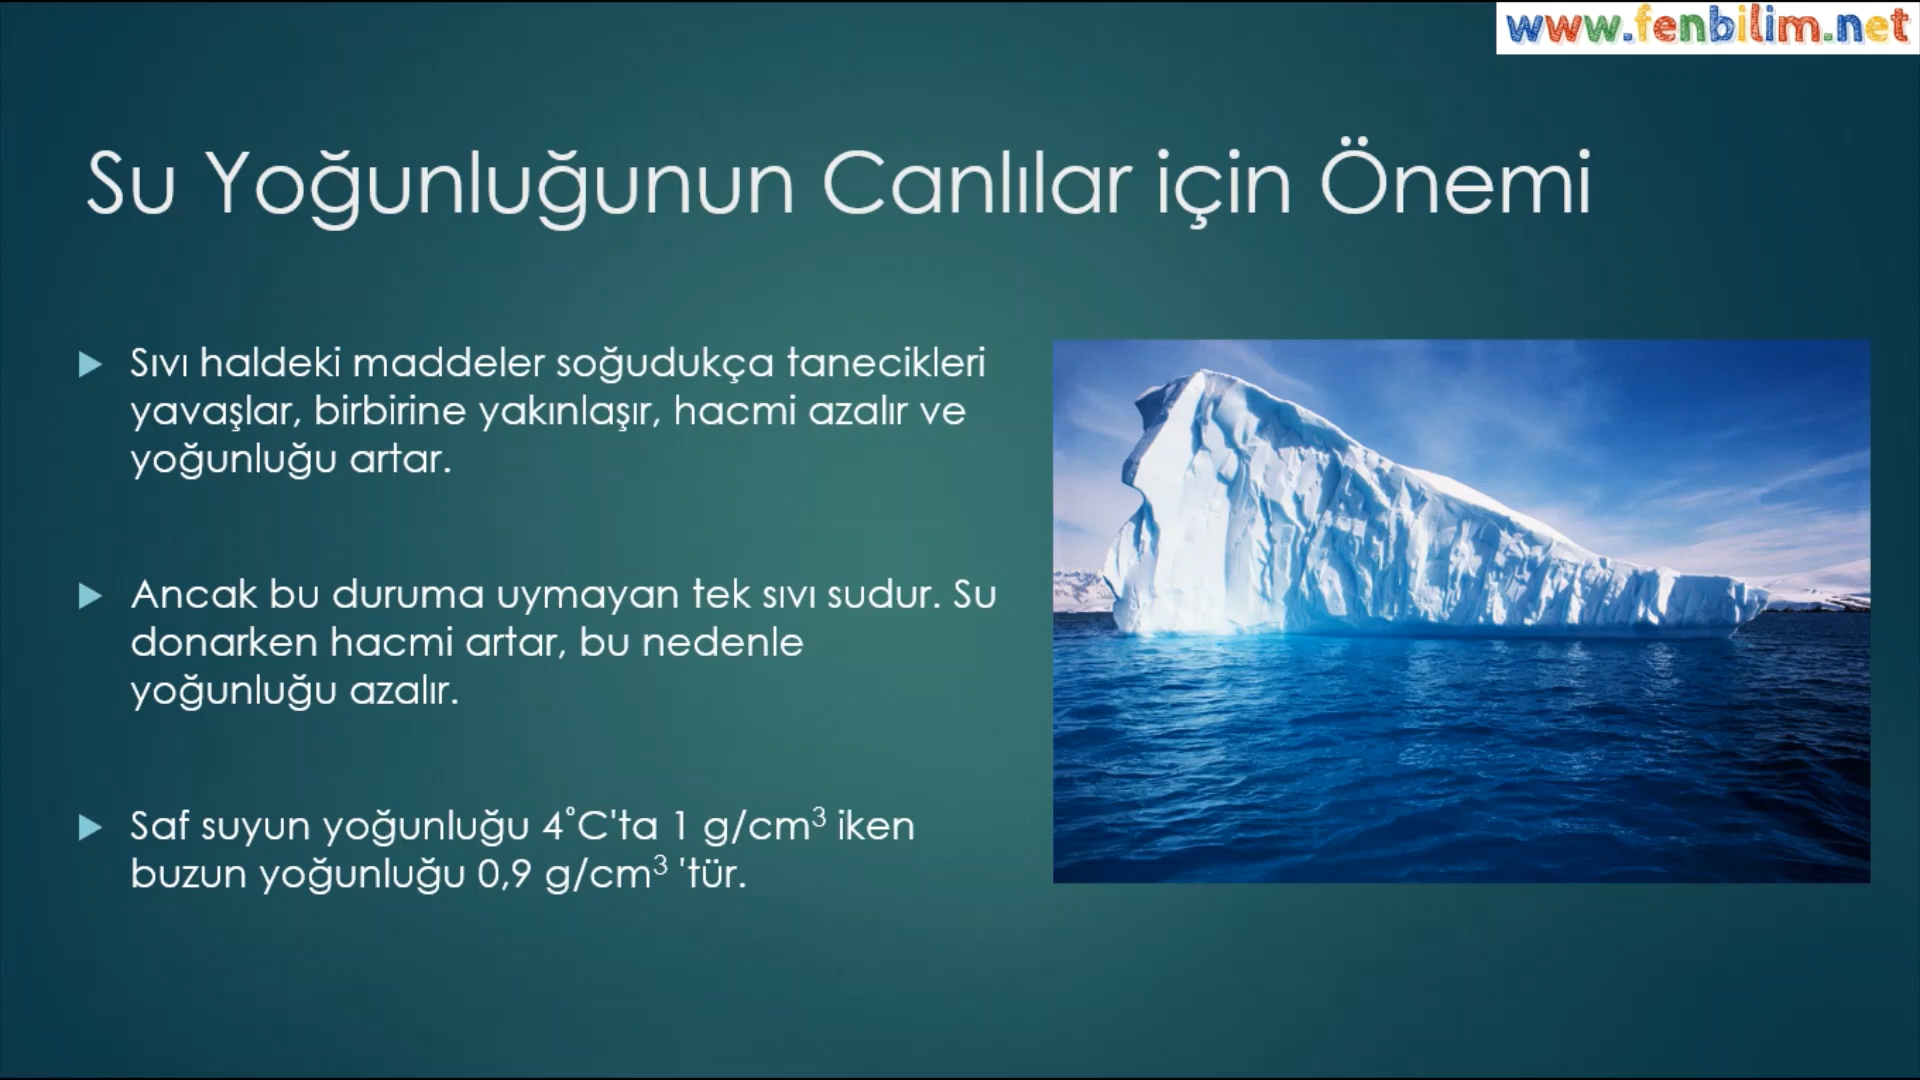 www.fenbilim.net
Su Yoğunluğunun Canlılar için Önemi
Sıvı haldeki maddeler soğudukça tanecikleri
yavaşlar, birbirine yakınlaşır, hacmi azalır ve
yoğunluğu artar.
Ancak bu duruma uymayan tek sıvı sudur. Su
donarken hacmi artar, bu nedenle
yoğunluğu azalır.
Saf suyun yoğunluğu 4˚C'ta 1 g/cm³ iken
buzun yoğunluğu 0,9 g/cm³ 'tür.